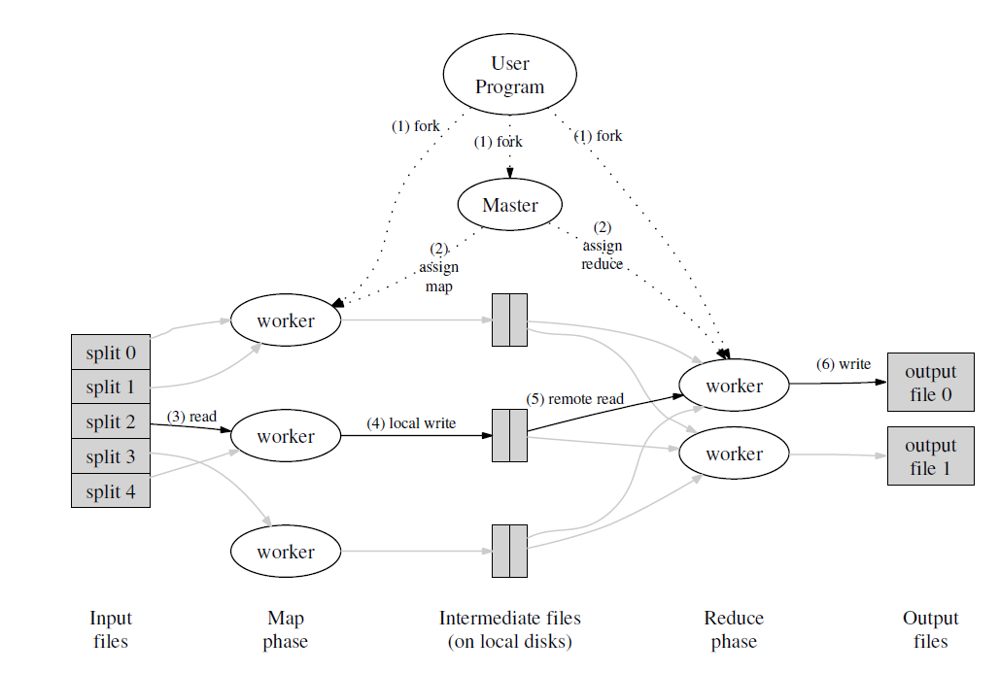 User
Program
(1) fork
(1) fork
(1) fork
Master
(2)
assign
map
(2)
assign
reduce
worker
split 0
split 1
split 2
split 3
split 4
(3) read
worker
(4) local write
(5) remote read
worker
worker
(6) write
output
file 0
worker
output
file 1
Input
files
Map
phase
Intermediate files
(on local disks)
Reduce
phase
Output
files